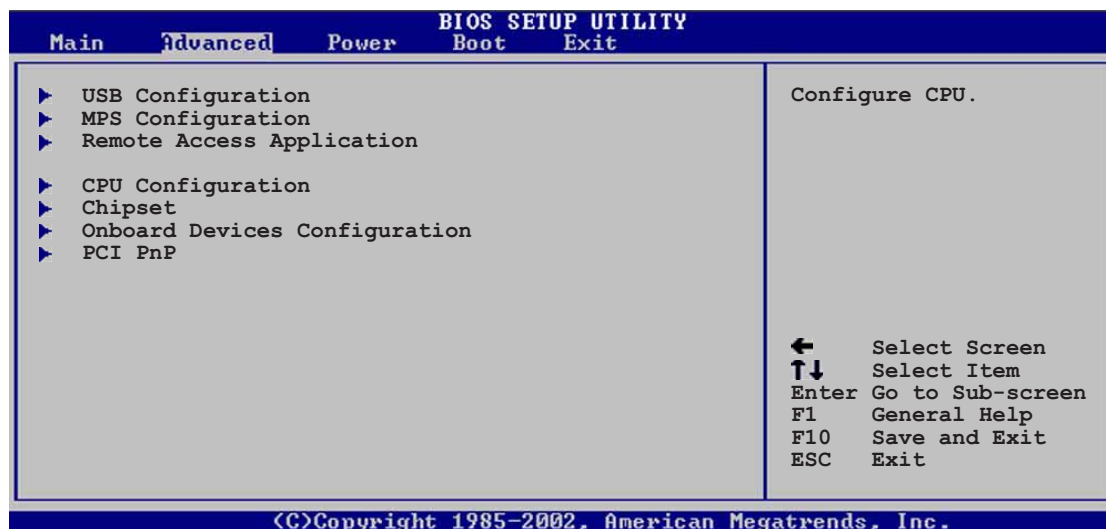 BIOS SETUP UTILITY
Main Advanced Power Boot Exit
USB Configuration
MPS Configuration
Remote Access Application
CPU Configuration
Chipset
Onboard Devices Configuration
PCI PnP
Configure CPU.
← Select Screen
↑↓ Select Item
Enter Go to Sub-screen
F1 General Help
F10 Save and Exit
ESC Exit
(C)Copyright 1985-2002, American Megatrends, Inc.